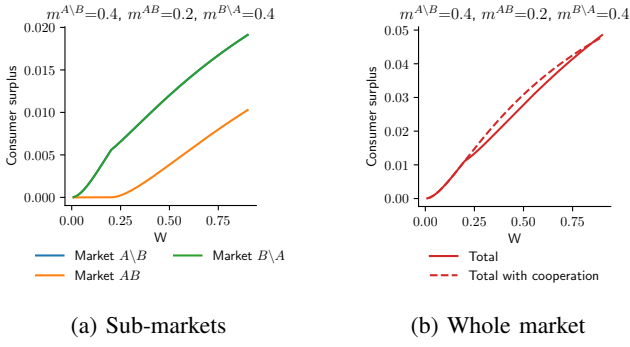 m^{A\B}=0.4, m^{AB}=0.2, m^{B\A}=0.4
0.020
0.015
0.010
0.005
0.000
Consumer surplus
0.00 0.25 0.50 0.75
W
Market A\B
Market B\A
Market AB
(a) Sub-markets
m^{A\B}=0.4, m^{AB}=0.2, m^{B\A}=0.4
0.05
0.04
0.03
0.02
0.01
0.00
Consumer surplus
0.00 0.25 0.50 0.75
W
Total
Total with cooperation
(b) Whole market